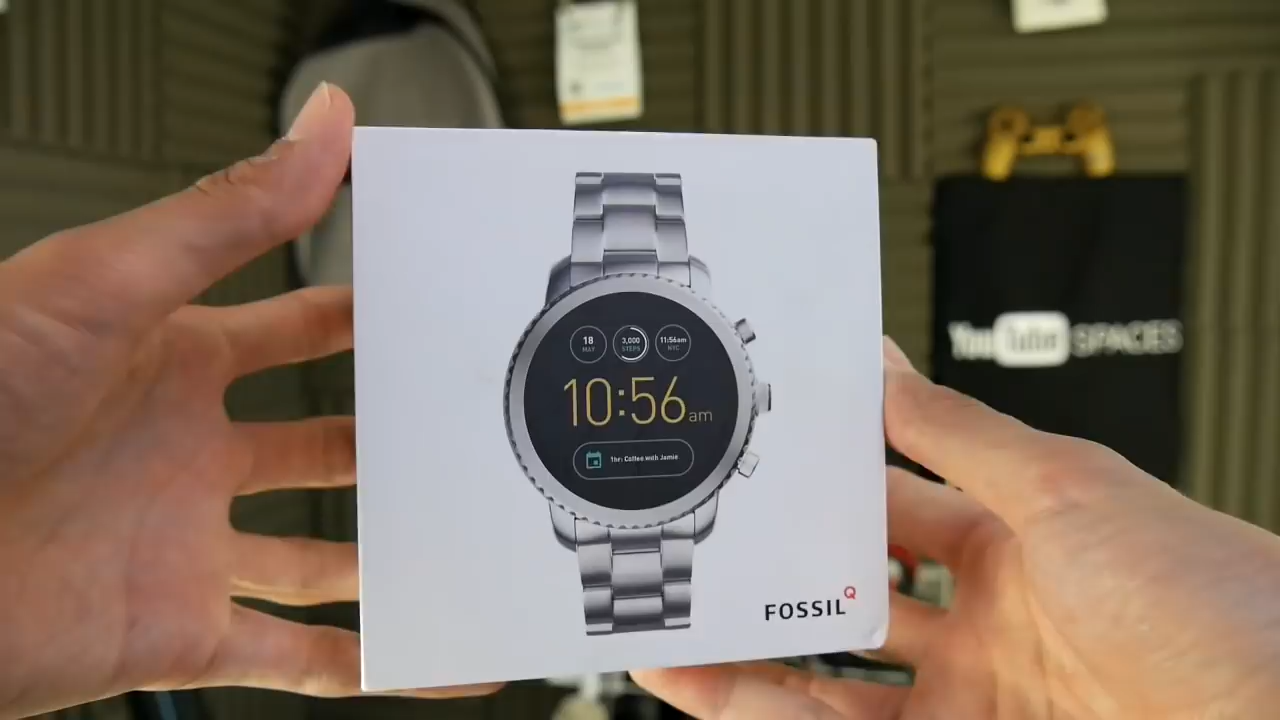 18
MAY
3,000
STEPS
11:56am
NYC
10:56am
1hr: Coffee with Jamie
FOSSIL Q
YouTube SPACES